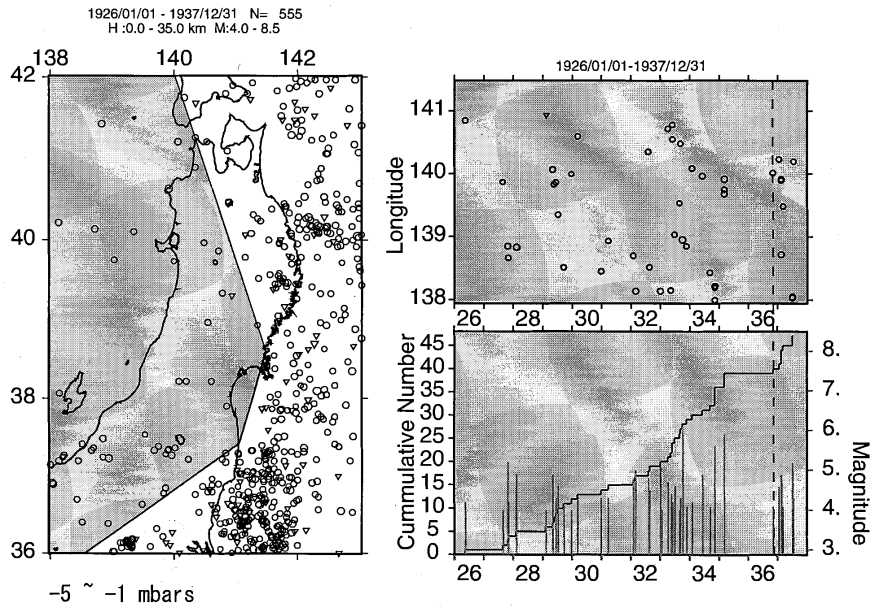 1926/01/01 - 1937/12/31 N= 555
H :0.0 - 35.0 km M:4.0 - 8.5
138 140 142
42
40
38
36
-5 ~ -1 mbars
1926/01/01-1937/12/31
Longitude
141
140
139
138
26 28 30 32 34 36
Cummulative Number
45
40
35
30
25
20
15
10
5
0
8.
7.
6.
5.
4.
3.
Magnitude
26 28 30 32 34 36